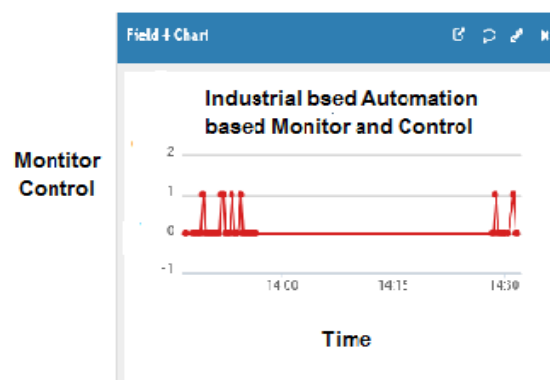 Field 4 Chart
Industrial bsed Automation
based Monitor and Control
Montitor
Control
2
1
0
-1
14:00
14:15
14:30
Time